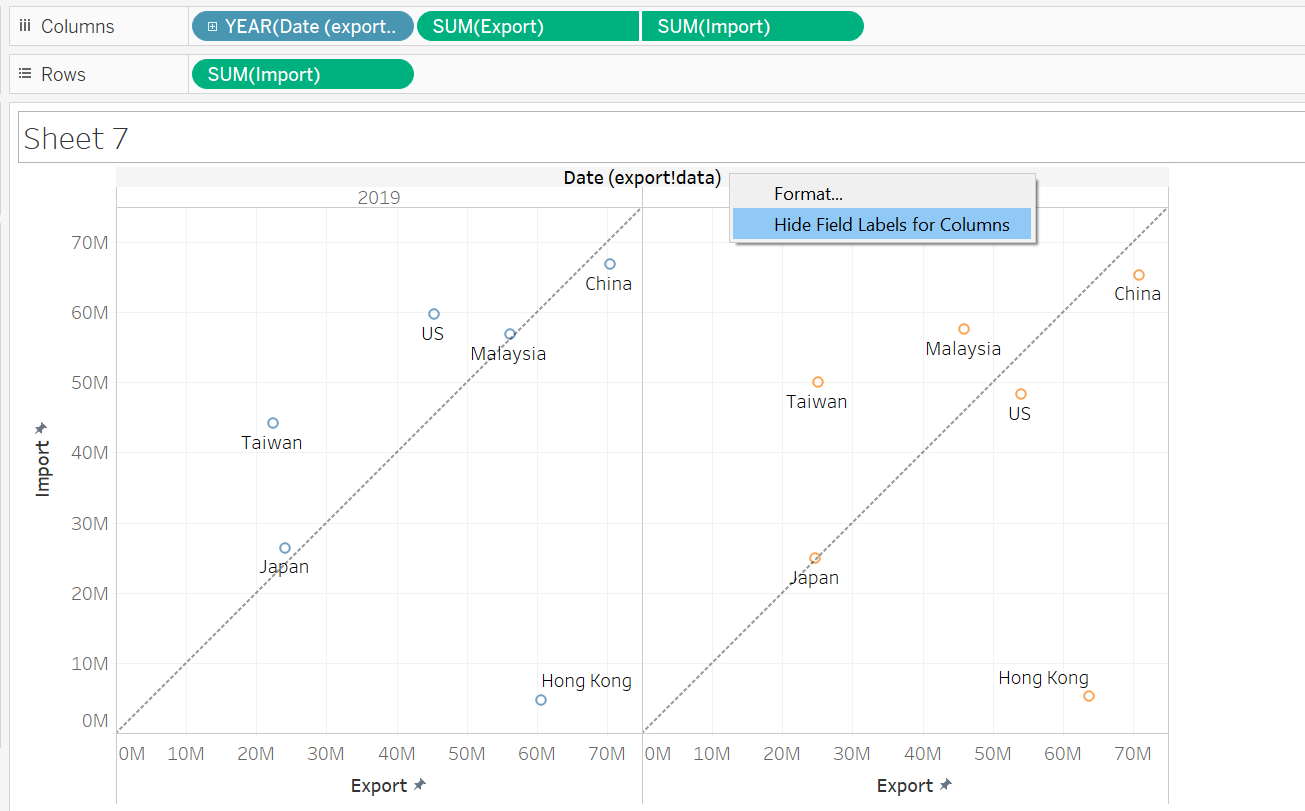 Columns YEAR(Date (export.. SUM(Export) SUM(Import)
Rows SUM(Import)
Sheet 7
Date (export!data)
Format...
Hide Field Labels for Columns
2019
70M
60M
50M
40M
30M
20M
10M
0M
Import
China
US
Malaysia
Taiwan
Japan
Hong Kong
China
Malaysia
Taiwan
US
Japan
Hong Kong
0M 10M 20M 30M 40M 50M 60M 70M 0M 10M 20M 30M 40M 50M 60M 70M
Export Export